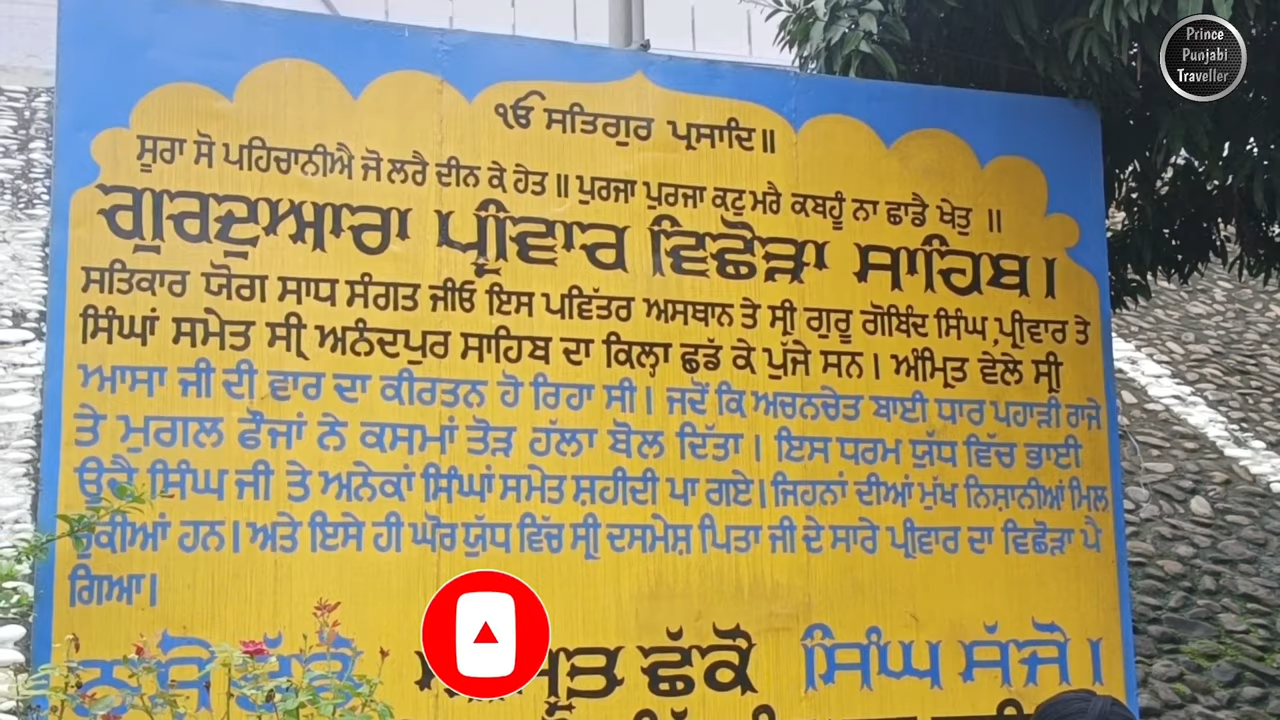 Prince
Punjabi
Traveller
ੴ ਸਤਿਗੁਰ ਪ੍ਰਸਾਦਿ॥
ਸੂਰਾ ਸੋ ਪਹਿਚਾਨੀਐ ਜੋ ਲਰੈ ਦੀਨ ਕੇ ਹੇਤ॥ ਪੁਰਜਾ ਪੁਰਜਾ ਕਟੁ ਮਰੈ ਕਬਹੂੰ ਨਾ ਛਾਡੈ ਖੇਤੁ ॥
ਗੁਰਦੁਆਰਾ ਪ੍ਰੀਵਾਰ ਵਿਛੋੜਾ ਸਾਹਿਬ।
ਸਤਿਕਾਰ ਯੋਗ ਸਾਧ ਸੰਗਤ ਜੀਓ ਇਸ ਪਵਿੱਤਰ ਅਸਥਾਨ ਤੇ ਸ੍ਰੀ ਗੁਰੂ ਗੋਬਿੰਦ ਸਿੰਘ, ਪ੍ਰੀਵਾਰ ਤੇ
ਸਿੰਘਾਂ ਸਮੇਤ ਸ੍ਰੀ ਅਨੰਦਪੁਰ ਸਾਹਿਬ ਦਾ ਕਿਲ੍ਹਾ ਛਡੱ ਕੇ ਪੁੱਜੇ ਸਨ। ਅੰਮ੍ਰਿਤ ਵੇਲੇ ਸ੍ਰੀ
ਆਸਾ ਜੀ ਦੀ ਵਾਰ ਦਾ ਕੀਰਤਨ ਹੋ ਰਿਹਾ ਸੀ। ਜਦੋਂ ਕਿ ਅਚਨਚੇਤ ਬਾਈ ਧਾਰ ਪਹਾੜੀ ਰਾਜੇ
ਤੇ ਮੁਗਲ ਫੌਜਾਂ ਨੇ ਕਸਮਾਂ ਤੋੜ ਹੱਲਾ ਬੋਲ ਦਿੱਤਾ। ਇਸ ਧਰਮ ਯੁੱਧ ਵਿੱਚ ਭਾਈ
ਉਦੈ ਸਿੰਘ ਜੀ ਤੇ ਅਨੇਕਾਂ ਸਿੰਘਾਂ ਸਮੇਤ ਸ਼ਹੀਦੀ ਪਾ ਗਏ। ਜਿਹਨਾਂ ਦੀਆਂ ਮੁੱਖ ਨਿਸ਼ਾਨੀਆਂ ਮਿਲ
ਚੁਕੀਆਂ ਹਨ। ਅਤੇ ਇਸੇ ਹੀ ਘੋਰ ਯੁੱਧ ਵਿੱਚ ਸ੍ਰੀ ਦਸਮੇਸ਼ ਪਿਤਾ ਜੀ ਦੇ ਸਾਰੇ ਪ੍ਰੀਵਾਰ ਦਾ ਵਿਛੋੜਾ ਪੈ
ਗਿਆ।
ਛੱਕੋ ਸਿੰਘ ਸੱਜੋ।